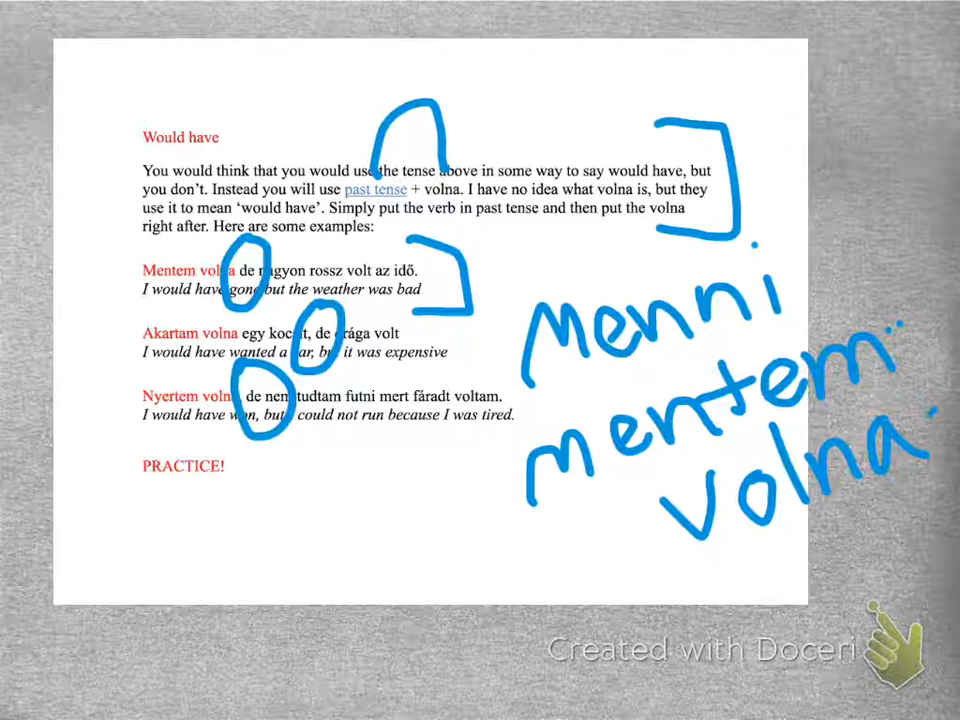 Would have
You would think that you would use the tense above in some way to say would have, but
you don't. Instead you will use past tense + volna. I have no idea what volna is, but they
use it to mean 'would have'. Simply put the verb in past tense and then put the volna
right after. Here are some examples:
Mentem volna de nagyon rossz volt az idő.
I would have gone but the weather was bad
Akartam volna egy kocsit, de drága volt
I would have wanted a car, but it was expensive
Nyertem volna, de nem tudtam futni mert fáradt voltam.
I would have won, but I could not run because I was tired.
PRACTICE!
menni
mentem
volna
Created with Doceri